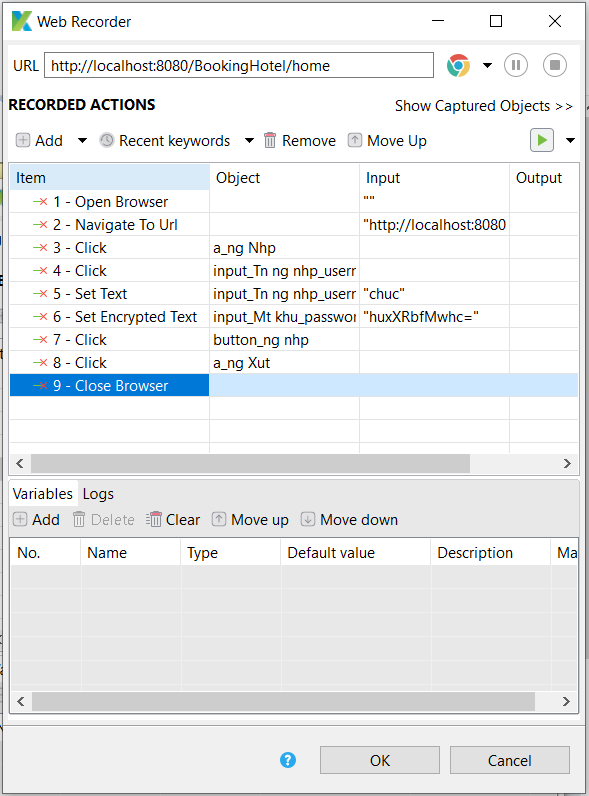 Web Recorder
URL http://localhost:8080/BookingHotel/home
RECORDED ACTIONS Show Captured Objects >>
Add Recent keywords Remove Move Up
Item Object Input Output
1 - Open Browser ""
2 - Navigate To Url "http://localhost:8080
3 - Click a_ng Nhp
4 - Click input_Tn ng nhp_usern
5 - Set Text input_Tn ng nhp_usern "chuc"
6 - Set Encrypted Text input_Mt khu_passwor "huxXRbfMwhc="
7 - Click button_ng nhp
8 - Click a_ng Xut
9 - Close Browser
Variables Logs
Add Delete Clear Move up Move down
No. Name Type Default value Description Ma
? OK Cancel